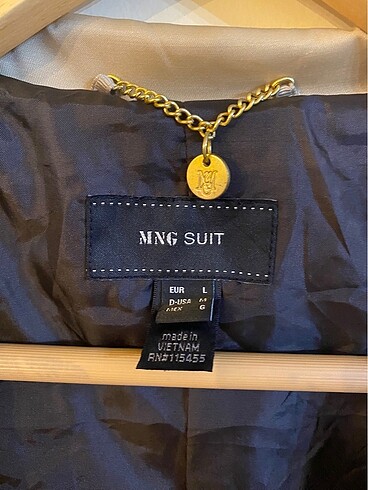 MNG SUIT
EUR L
D-USA M
MEX G
made in
VIETNAM
RN#115455